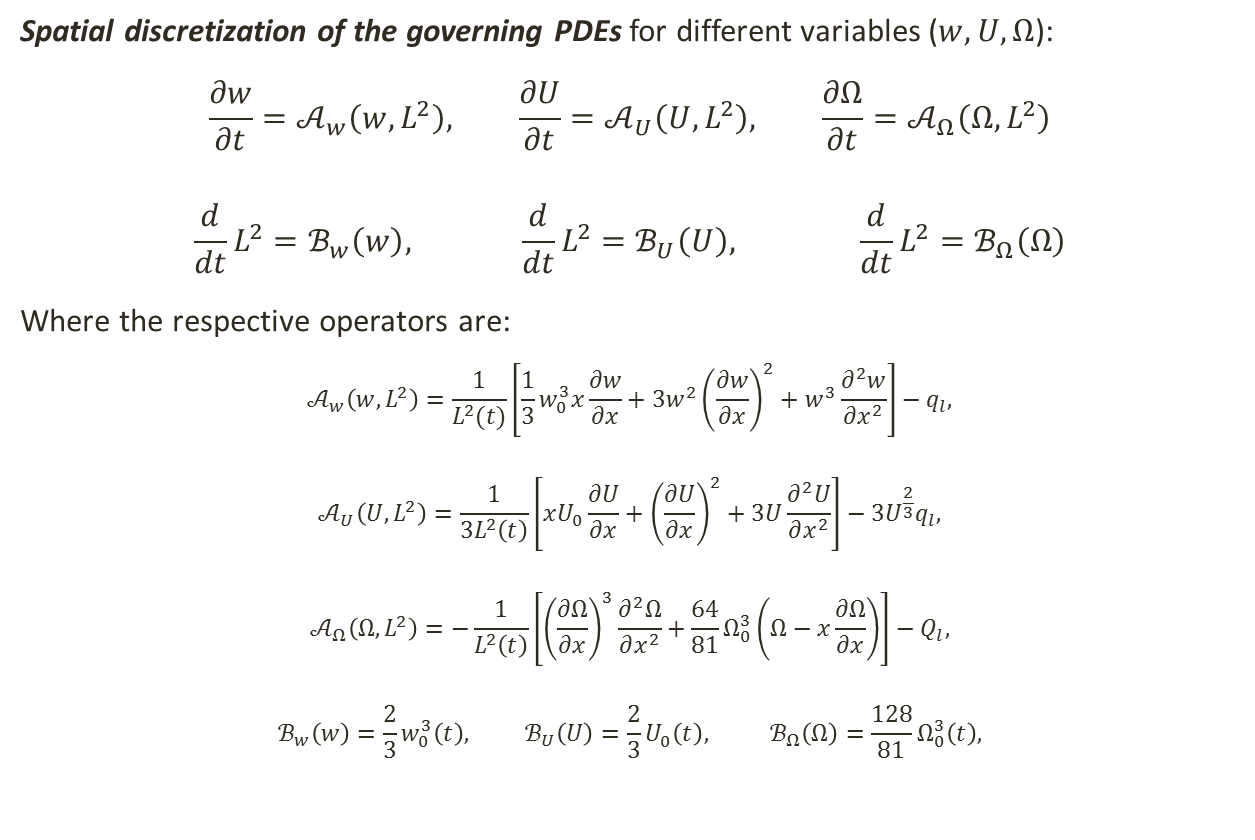 Spatial discretization of the governing PDEs for different variables (w, U, Ω):
∂w/∂t = 𝒜_w(w, L²), ∂U/∂t = 𝒜_U(U, L²), ∂Ω/∂t = 𝒜_Ω(Ω, L²)
d/dt L² = ℬ_w(w), d/dt L² = ℬ_U(U), d/dt L² = ℬ_Ω(Ω)
Where the respective operators are:
𝒜_w(w, L²) = 1/L²(t) [1/3 w₀³x ∂w/∂x + 3w² (∂w/∂x)² + w³ ∂²w/∂x²] − q_l,
𝒜_U(U, L²) = 1/3L²(t) [xU₀ ∂U/∂x + (∂U/∂x)² + 3U ∂²U/∂x²] − 3U^(2/3) q_l,
𝒜_Ω(Ω, L²) = − 1/L²(t) [(∂Ω/∂x)³ ∂²Ω/∂x² + 64/81 Ω₀³ (Ω − x ∂Ω/∂x)] − Q_l,
ℬ_w(w) = 2/3 w₀³(t), ℬ_U(U) = 2/3 U₀(t), ℬ_Ω(Ω) = 128/81 Ω₀³(t),